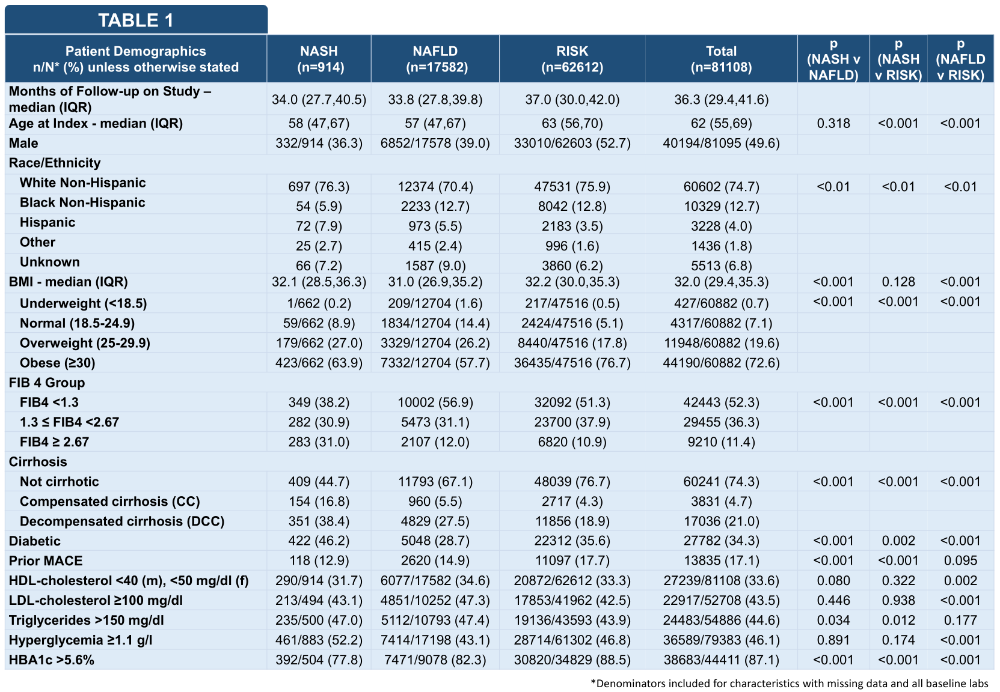 TABLE 1
Patient Demographics n/N* (%) unless otherwise stated NASH (n=914) NAFLD (n=17582) RISK (n=62612) Total (n=81108) p (NASH v NAFLD) p (NASH v RISK) p (NAFLD v RISK)
Months of Follow-up on Study – median (IQR) 34.0 (27.7,40.5) 33.8 (27.8,39.8) 37.0 (30.0,42.0) 36.3 (29.4,41.6)
Age at Index - median (IQR) 58 (47,67) 57 (47,67) 63 (56,70) 62 (55,69) 0.318 <0.001 <0.001
Male 332/914 (36.3) 6852/17578 (39.0) 33010/62603 (52.7) 40194/81095 (49.6)
Race/Ethnicity
White Non-Hispanic 697 (76.3) 12374 (70.4) 47531 (75.9) 60602 (74.7) <0.01 <0.01 <0.01
Black Non-Hispanic 54 (5.9) 2233 (12.7) 8042 (12.8) 10329 (12.7)
Hispanic 72 (7.9) 973 (5.5) 2183 (3.5) 3228 (4.0)
Other 25 (2.7) 415 (2.4) 996 (1.6) 1436 (1.8)
Unknown 66 (7.2) 1587 (9.0) 3860 (6.2) 5513 (6.8)
BMI - median (IQR) 32.1 (28.5,36.3) 31.0 (26.9,35.2) 32.2 (30.0,35.3) 32.0 (29.4,35.3) <0.001 0.128 <0.001
Underweight (<18.5) 1/662 (0.2) 209/12704 (1.6) 217/47516 (0.5) 427/60882 (0.7) <0.001 <0.001 <0.001
Normal (18.5-24.9) 59/662 (8.9) 1834/12704 (14.4) 2424/47516 (5.1) 4317/60882 (7.1)
Overweight (25-29.9) 179/662 (27.0) 3329/12704 (26.2) 8440/47516 (17.8) 11948/60882 (19.6)
Obese (≥30) 423/662 (63.9) 7332/12704 (57.7) 36435/47516 (76.7) 44190/60882 (72.6)
FIB 4 Group
FIB4 <1.3 349 (38.2) 10002 (56.9) 32092 (51.3) 42443 (52.3) <0.001 <0.001 <0.001
1.3 ≤ FIB4 <2.67 282 (30.9) 5473 (31.1) 23700 (37.9) 29455 (36.3)
FIB4 ≥ 2.67 283 (31.0) 2107 (12.0) 6820 (10.9) 9210 (11.4)
Cirrhosis
Not cirrhotic 409 (44.7) 11793 (67.1) 48039 (76.7) 60241 (74.3) <0.001 <0.001 <0.001
Compensated cirrhosis (CC) 154 (16.8) 960 (5.5) 2717 (4.3) 3831 (4.7)
Decompensated cirrhosis (DCC) 351 (38.4) 4829 (27.5) 11856 (18.9) 17036 (21.0)
Diabetic 422 (46.2) 5048 (28.7) 22312 (35.6) 27782 (34.3) <0.001 0.002 <0.001
Prior MACE 118 (12.9) 2620 (14.9) 11097 (17.7) 13835 (17.1) <0.001 <0.001 0.095
HDL-cholesterol <40 (m), <50 mg/dl (f) 290/914 (31.7) 6077/17582 (34.6) 20872/62612 (33.3) 27239/81108 (33.6) 0.080 0.322 0.002
LDL-cholesterol ≥100 mg/dl 213/494 (43.1) 4851/10252 (47.3) 17853/41962 (42.5) 22917/52708 (43.5) 0.446 0.938 <0.001
Triglycerides >150 mg/dl 235/500 (47.0) 5112/10793 (47.4) 19136/43593 (43.9) 24483/54886 (44.6) 0.034 0.012 0.177
Hyperglycemia ≥1.1 g/l 461/883 (52.2) 7414/17198 (43.1) 28714/61302 (46.8) 36589/79383 (46.1) 0.891 0.174 <0.001
HBA1c >5.6% 392/504 (77.8) 7471/9078 (82.3) 30820/34829 (88.5) 38683/44411 (87.1) <0.001 <0.001 <0.001
*Denominators included for characteristics with missing data and all baseline labs